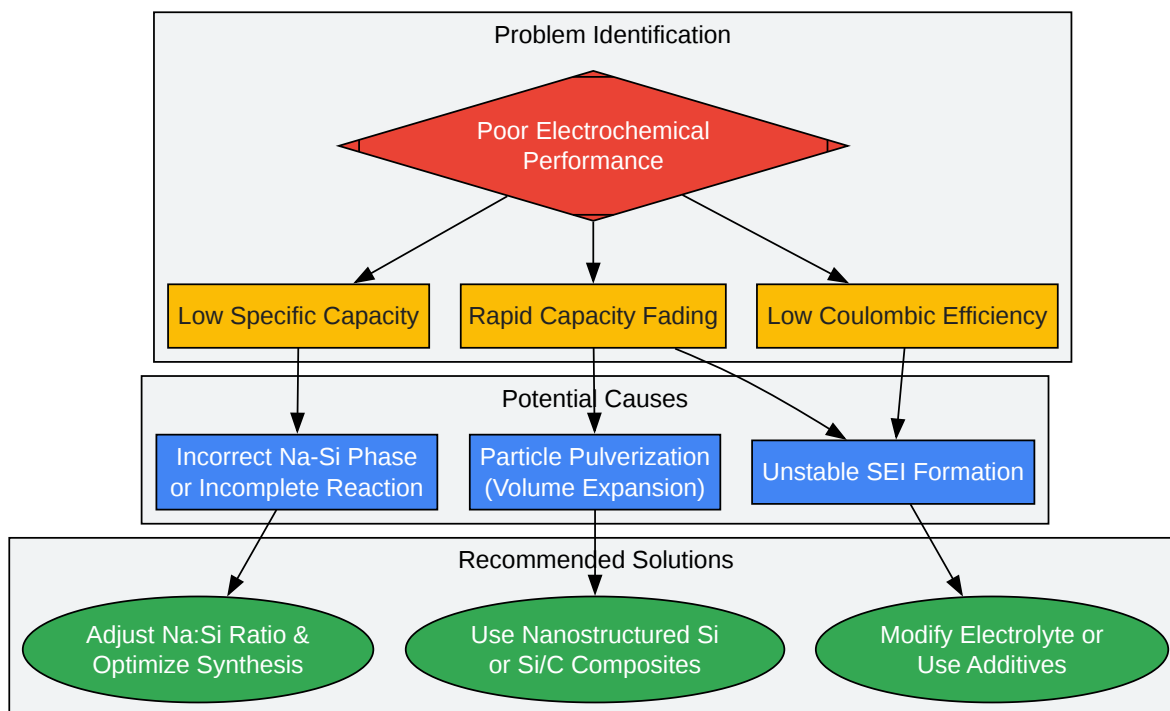 Problem Identification
Poor Electrochemical
Performance
Low Specific Capacity
Rapid Capacity Fading
Low Coulombic Efficiency
Potential Causes
Incorrect Na-Si Phase
or Incomplete Reaction
Particle Pulverization
(Volume Expansion)
Unstable SEI Formation
Recommended Solutions
Adjust Na:Si Ratio &
Optimize Synthesis
Use Nanostructured Si
or Si/C Composites
Modify Electrolyte or
Use Additives